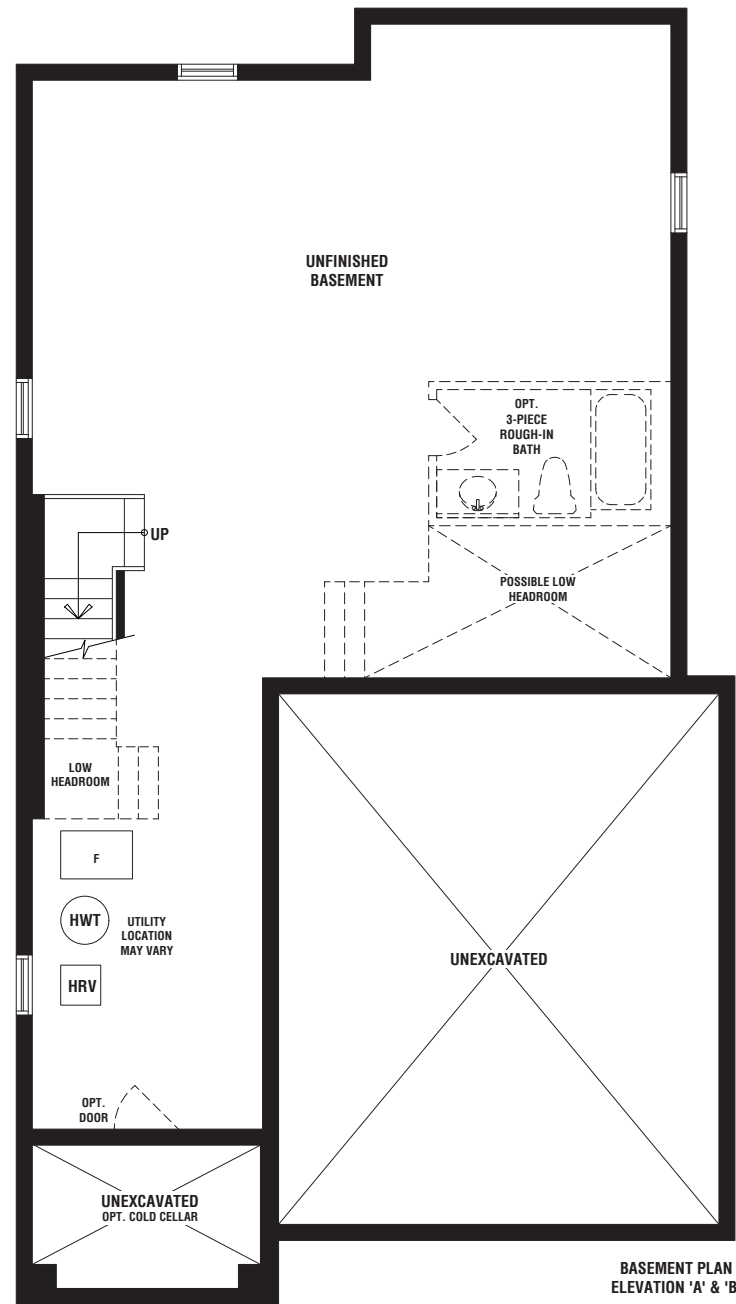 UNFINISHED
BASEMENT
OPT.
3-PIECE
ROUGH-IN
BATH
UP
POSSIBLE LOW
HEADROOM
LOW
HEADROOM
F
HWT
UTILITY
LOCATION
MAY VARY
HRV
UNEXCAVATED
OPT.
DOOR
UNEXCAVATED
OPT. COLD CELLAR
BASEMENT PLAN
ELEVATION 'A' & 'B